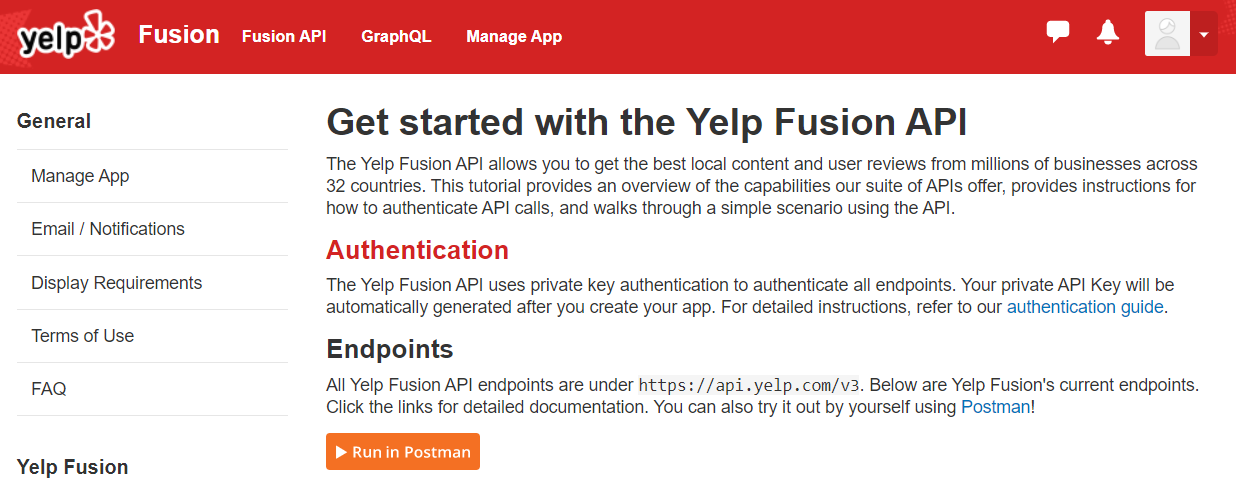 yelp Fusion Fusion API GraphQL Manage App
General
Manage App
Email / Notifications
Display Requirements
Terms of Use
FAQ
Yelp Fusion
Get started with the Yelp Fusion API
The Yelp Fusion API allows you to get the best local content and user reviews from millions of businesses across
32 countries. This tutorial provides an overview of the capabilities our suite of APIs offer, provides instructions for
how to authenticate API calls, and walks through a simple scenario using the API.
Authentication
The Yelp Fusion API uses private key authentication to authenticate all endpoints. Your private API Key will be
automatically generated after you create your app. For detailed instructions, refer to our authentication guide.
Endpoints
All Yelp Fusion API endpoints are under https://api.yelp.com/v3. Below are Yelp Fusion's current endpoints.
Click the links for detailed documentation. You can also try it out by yourself using Postman!
Run in Postman